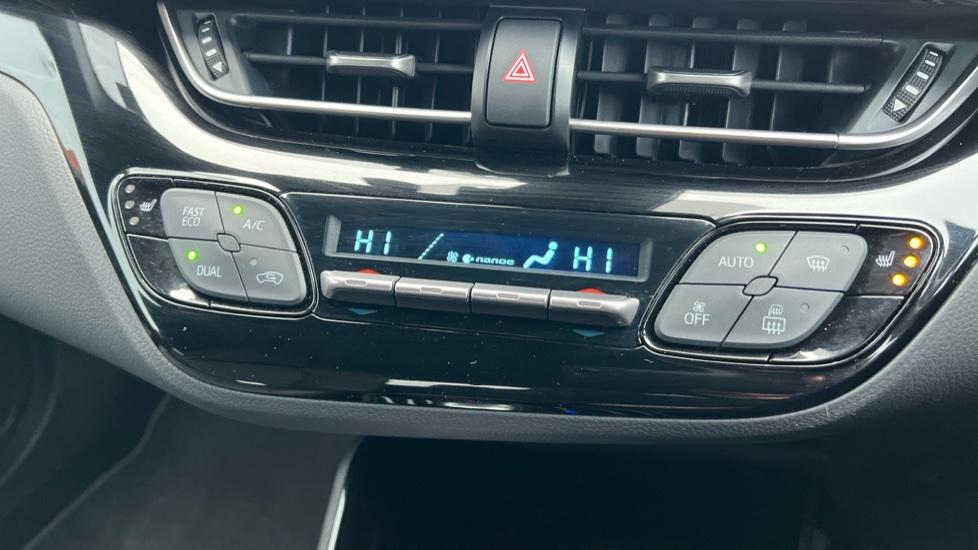 FAST
ECO
A/C
DUAL
HI
nanoe
HI
AUTO
OFF